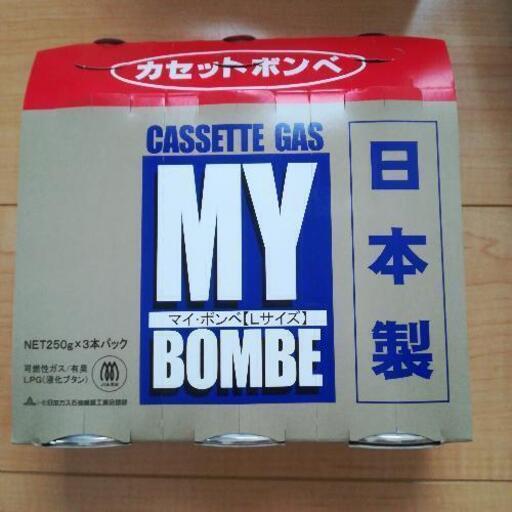 カセットボンベ
CASSETTE GAS
MY
マイ・ボンベ【Lサイズ】
BOMBE
日本製
NET250g×3本パック
可燃性ガス/有臭
LPG(液化ブタン)